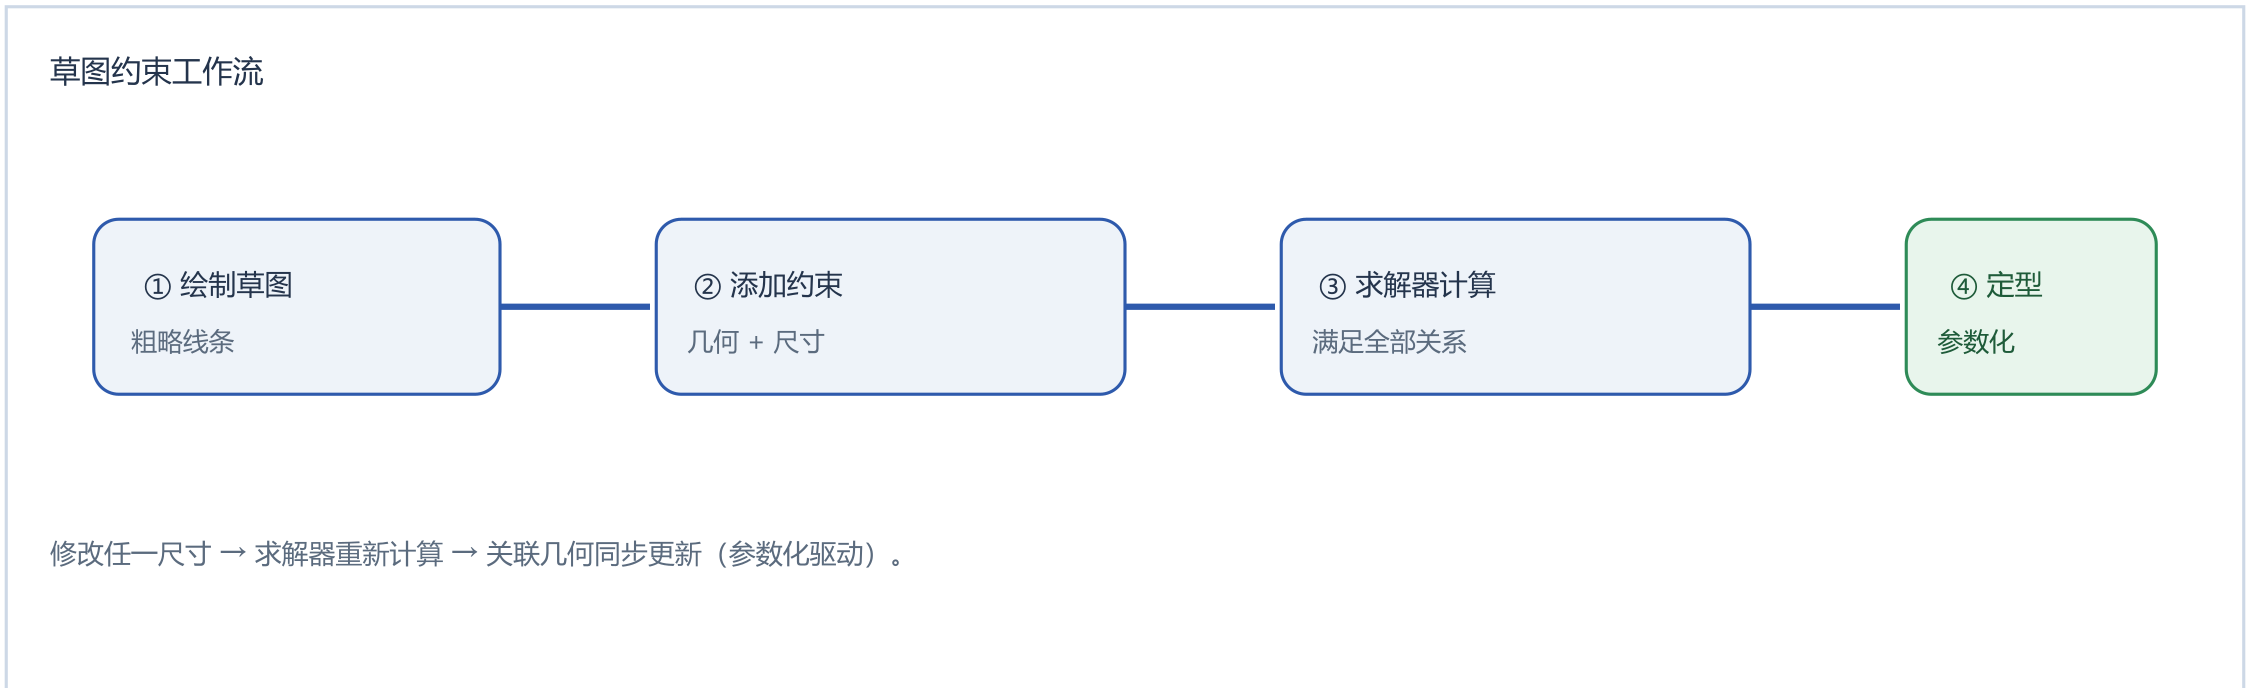 草图约束工作流
① 绘制草图
粗略线条
② 添加约束
几何 + 尺寸
③ 求解器计算
满足全部关系
④ 定型
参数化
修改任一尺寸 → 求解器重新计算 → 关联几何同步更新（参数化驱动）。